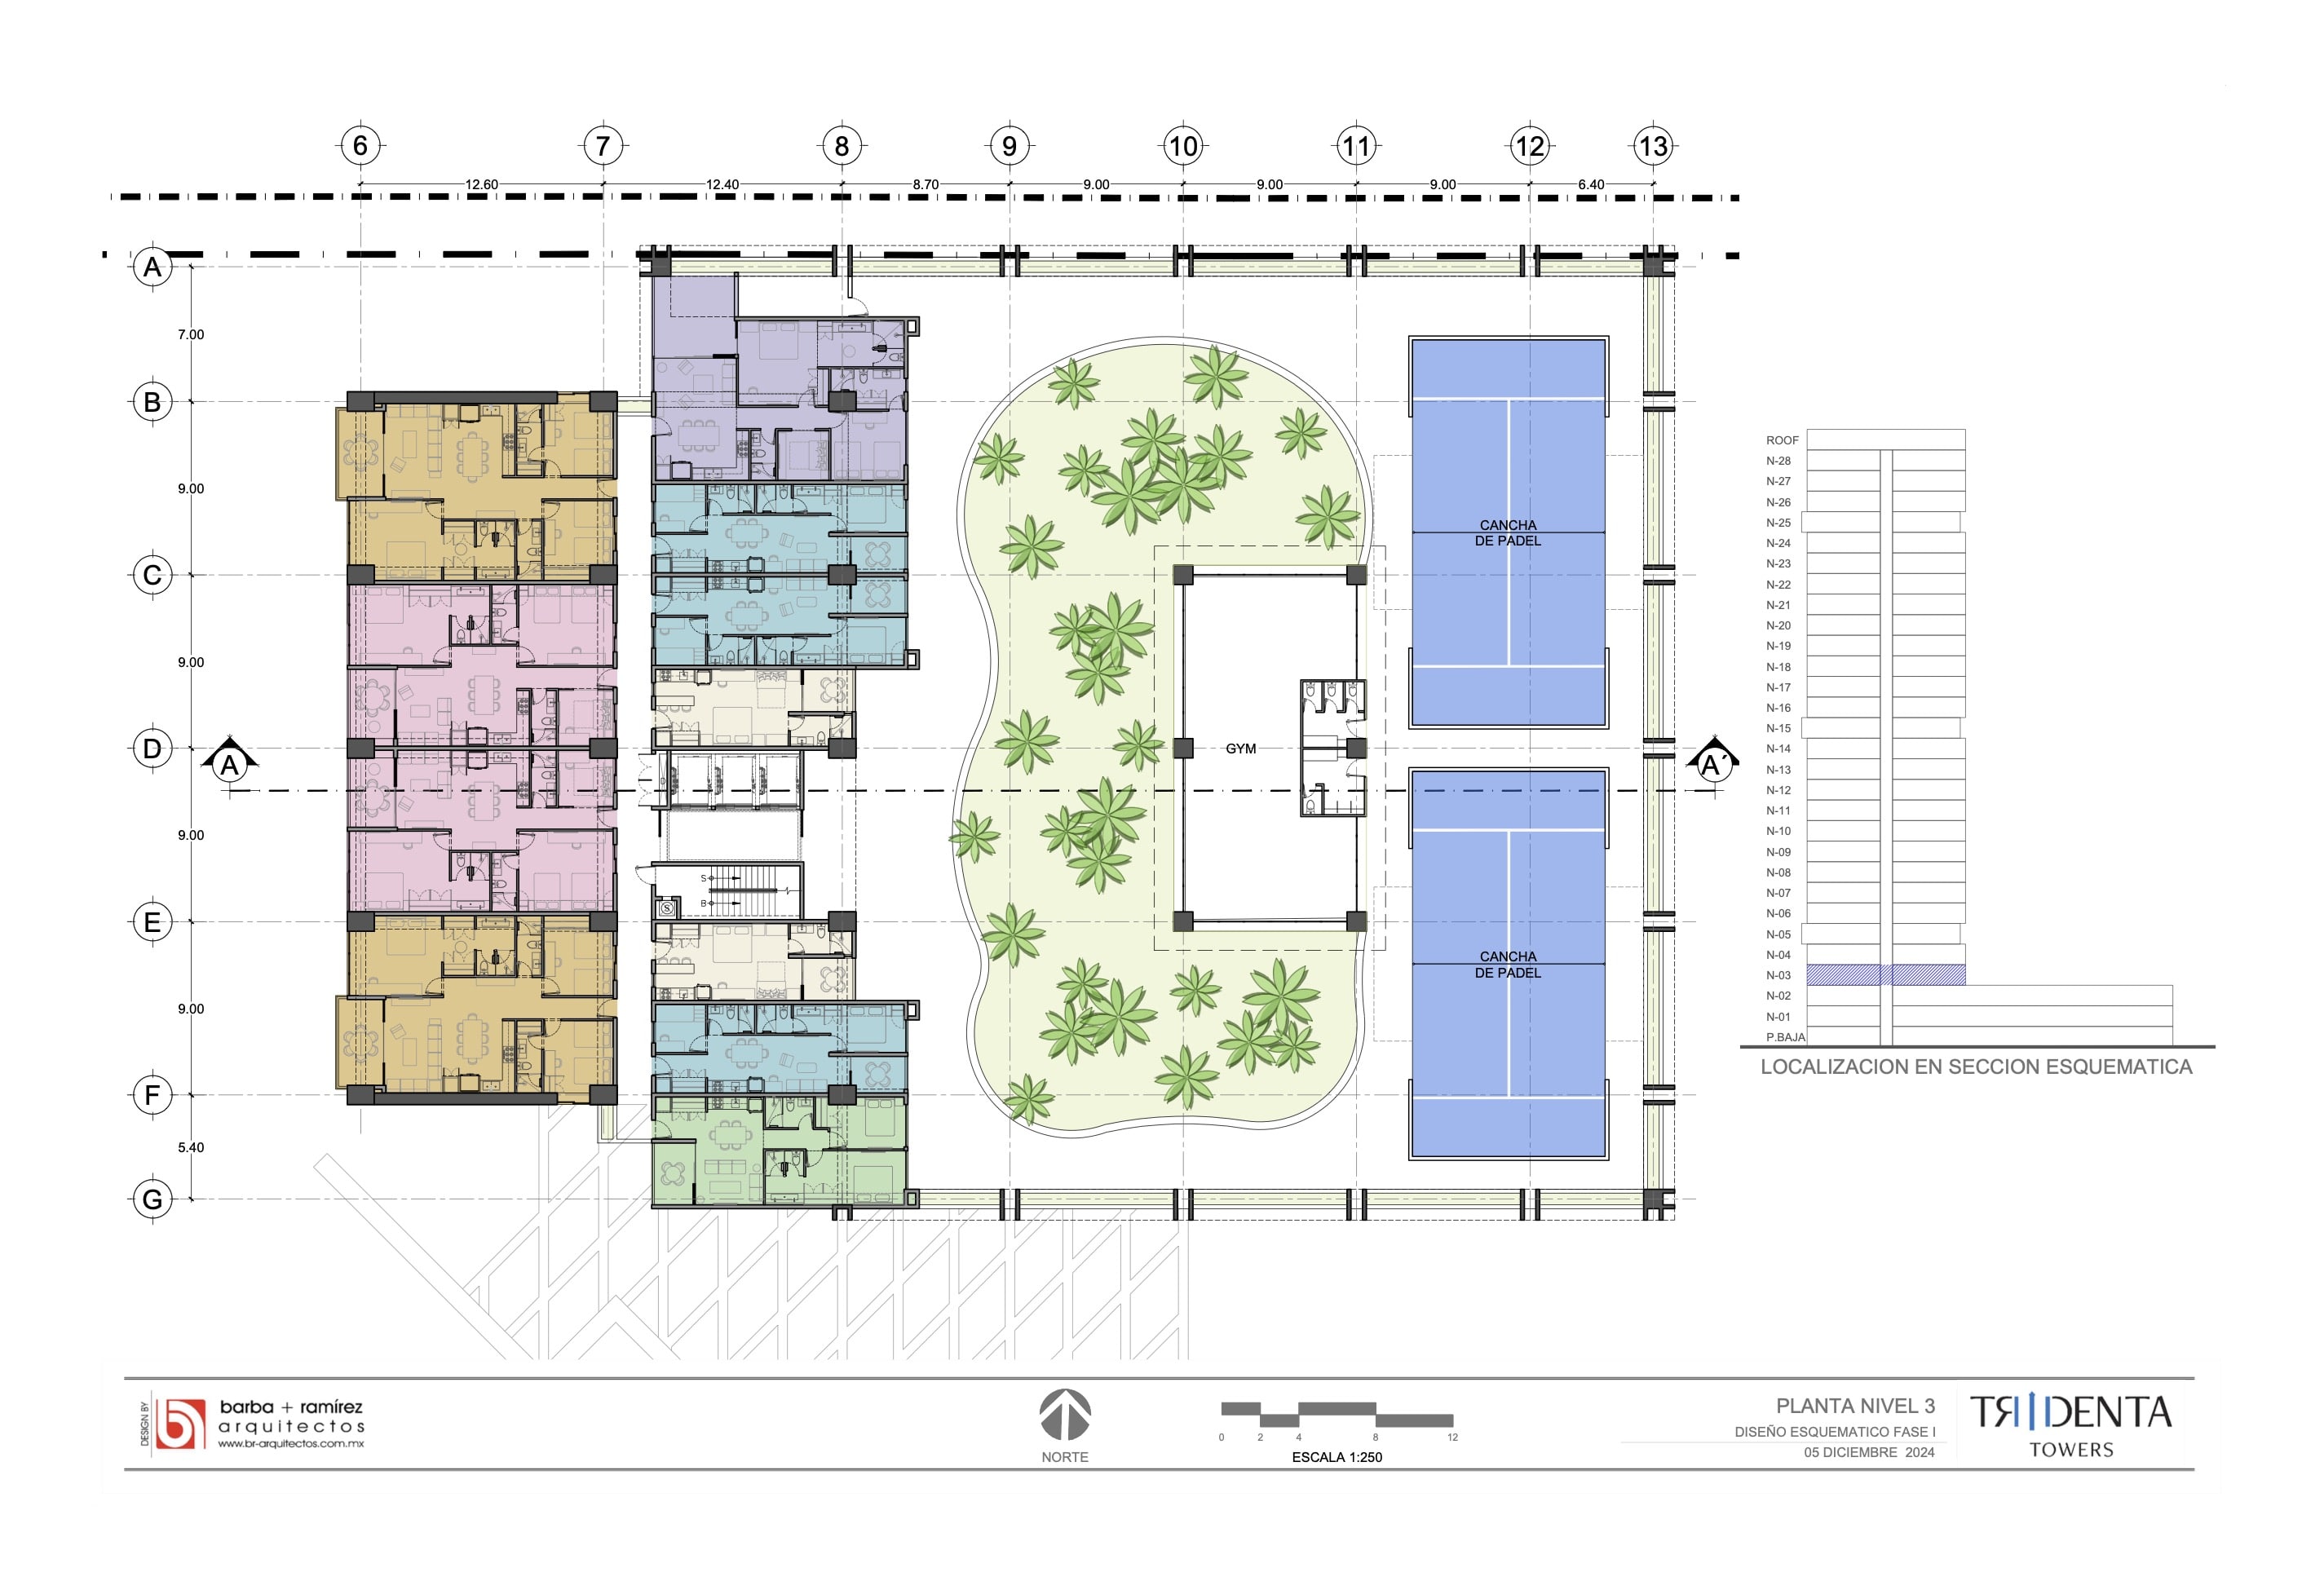 6 7 8 9 10 11 12 13
12.60 12.40 8.70 9.00 9.00 9.00 6.40
A
7.00
B
9.00
C
9.00
D
9.00
E
9.00
F
5.40
G
A
A´
CANCHA
DE PADEL
GYM
CANCHA
DE PADEL
S
B
S
ROOF
N-28
N-27
N-26
N-25
N-24
N-23
N-22
N-21
N-20
N-19
N-18
N-17
N-16
N-15
N-14
N-13
N-12
N-11
N-10
N-09
N-08
N-07
N-06
N-05
N-04
N-03
N-02
N-01
P.BAJA
LOCALIZACION EN SECCION ESQUEMATICA
DESIGN BY
barba + ramírez
arquitectos
www.br-arquitectos.com.mx
NORTE
0 2 4 8 12
ESCALA 1:250
PLANTA NIVEL 3
DISEÑO ESQUEMATICO FASE I
05 DICIEMBRE 2024
TRIDENTA
TOWERS